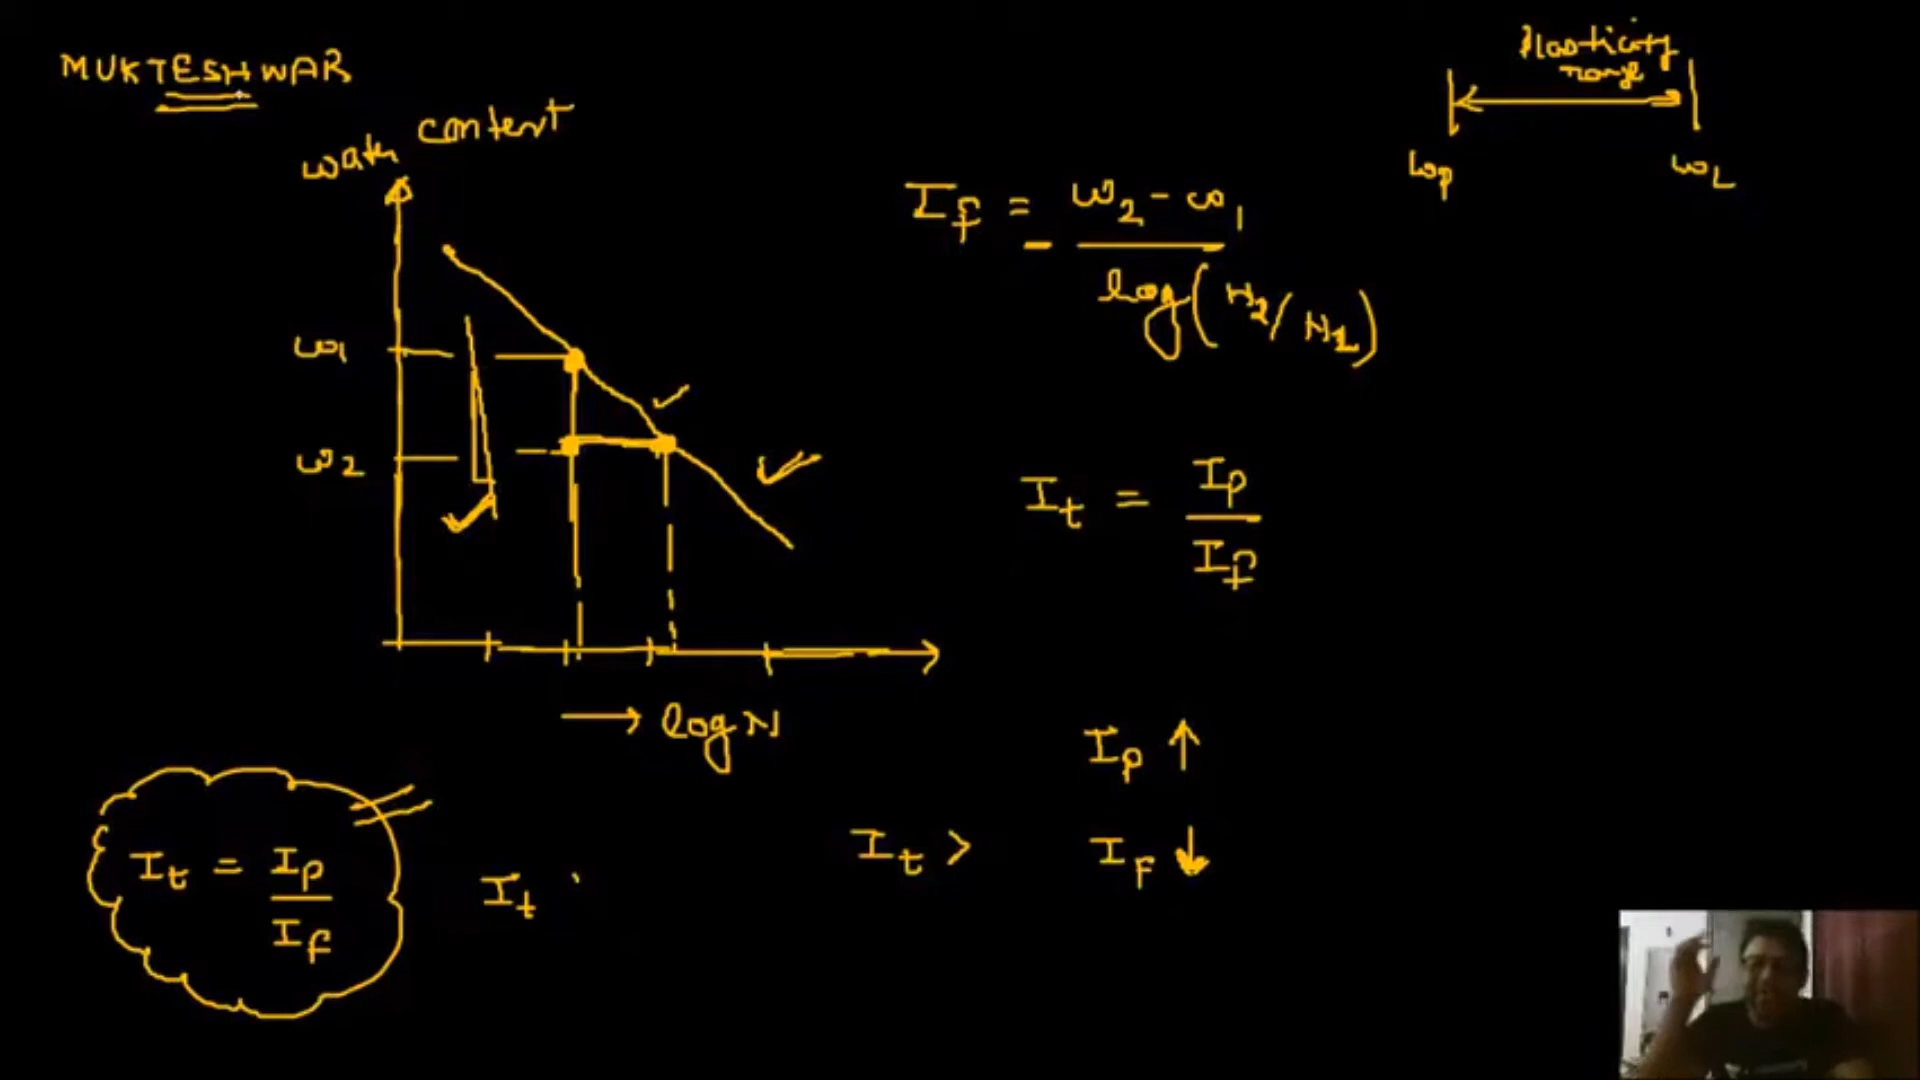 MUKTESHWAR
Plasticity
range
water content
wp
wL
If = - w2 - w1 / log(N2/N1)
w1
w2
It = Ip / If
→ log N
Ip ↑
It >
IF ↓
It = Ip / If
It